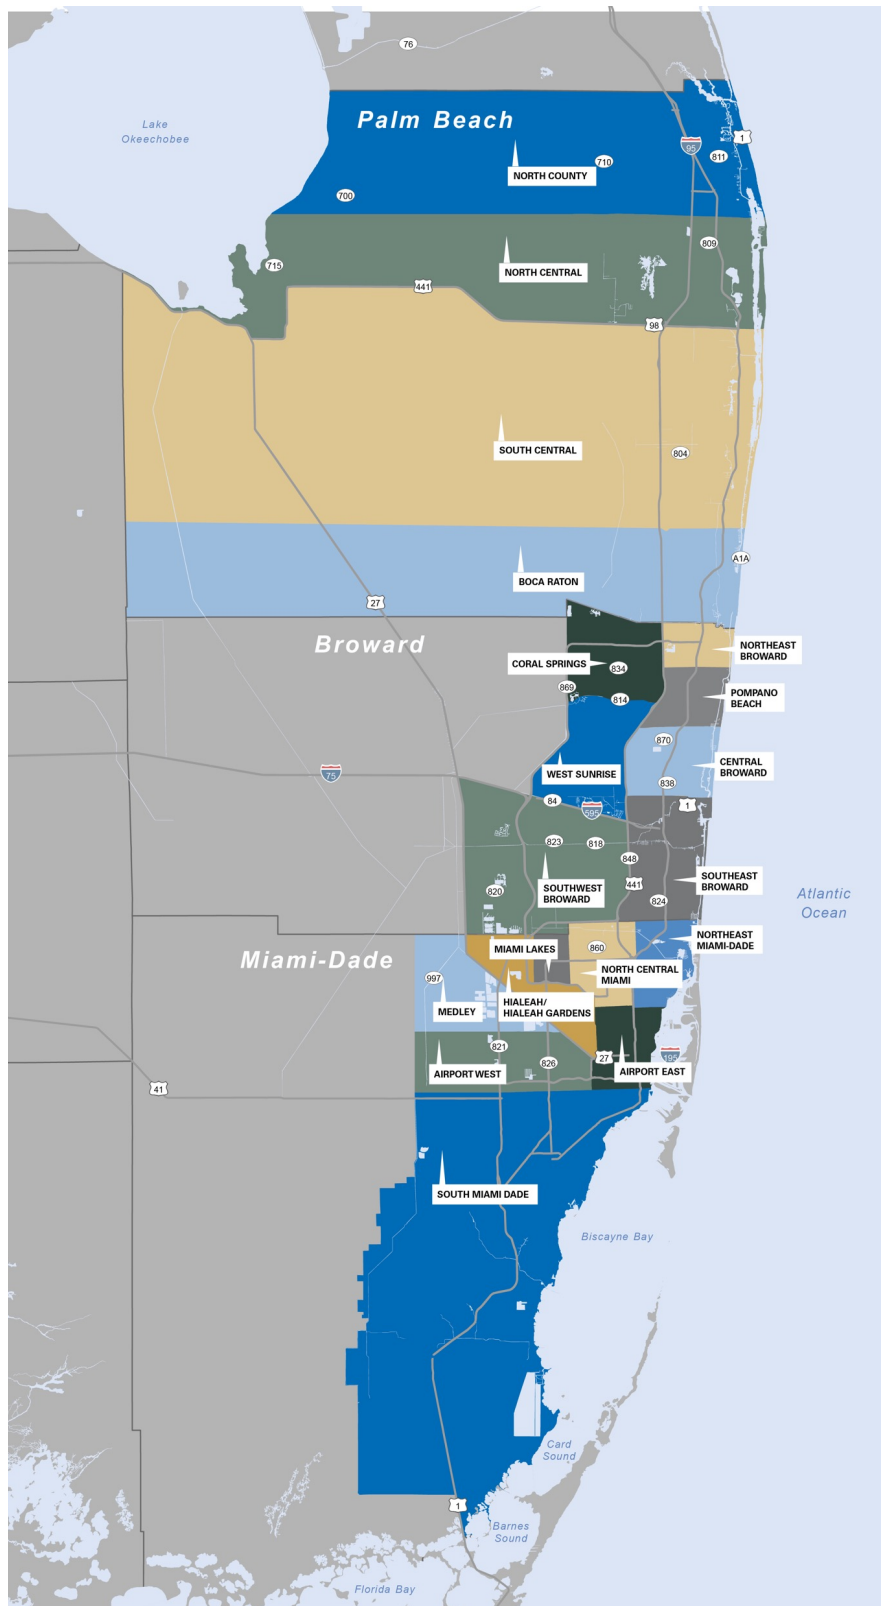 76
Palm Beach
Lake
Okeechobee
1
95
811
710
NORTH COUNTY
700
809
715
NORTH CENTRAL
441
98
SOUTH CENTRAL
804
A1A
BOCA RATON
27
Broward
NORTHEAST
BROWARD
CORAL SPRINGS
834
869
814
POMPANO
BEACH
870
CENTRAL
BROWARD
75
WEST SUNRISE
838
84
595
1
823
818
848
SOUTHEAST
BROWARD
441
820
SOUTHWEST
BROWARD
824
Atlantic
Ocean
NORTHEAST
MIAMI-DADE
MIAMI LAKES
860
Miami-Dade
NORTH CENTRAL
MIAMI
997
HIALEAH/
HIALEAH GARDENS
MEDLEY
821
826
27
195
AIRPORT WEST
AIRPORT EAST
41
SOUTH MIAMI DADE
Biscayne Bay
Card
Sound
1
Barnes
Sound
Florida Bay